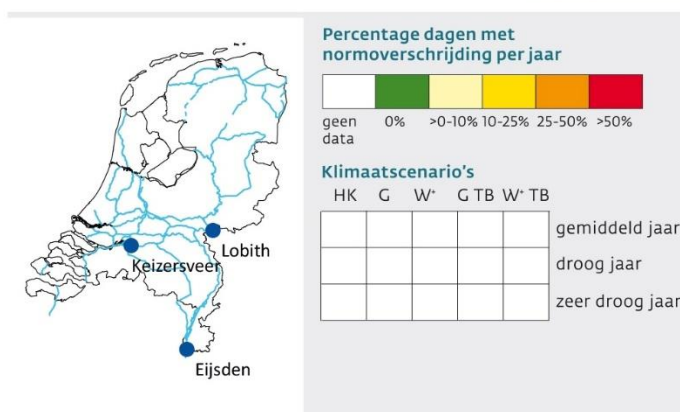 Lobith
Keizersveer
Eijsden
Percentage dagen met
normoverschrijding per jaar
geen
data
0%
>0-10%
10-25%
25-50%
>50%
Klimaatscenario's
HK G W⁺ G TB W⁺ TB
gemiddeld jaar
droog jaar
zeer droog jaar